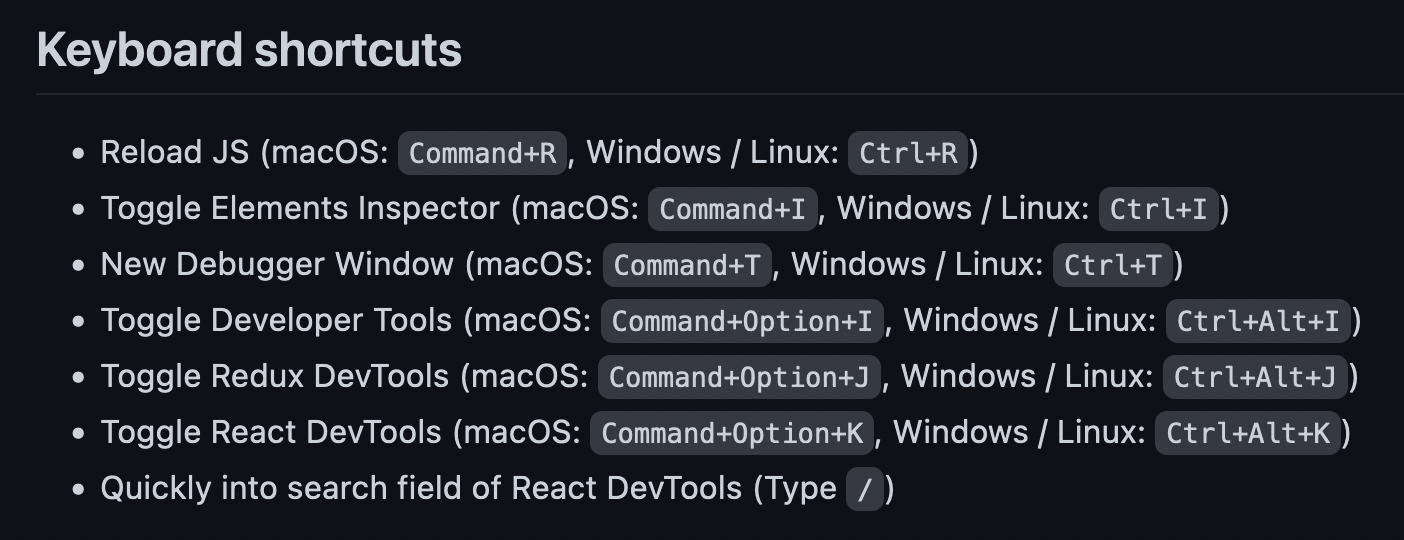 Keyboard shortcuts
• Reload JS (macOS: Command+R, Windows / Linux: Ctrl+R)
• Toggle Elements Inspector (macOS: Command+I, Windows / Linux: Ctrl+I)
• New Debugger Window (macOS: Command+T, Windows / Linux: Ctrl+T)
• Toggle Developer Tools (macOS: Command+Option+I, Windows / Linux: Ctrl+Alt+I)
• Toggle Redux DevTools (macOS: Command+Option+J, Windows / Linux: Ctrl+Alt+J)
• Toggle React DevTools (macOS: Command+Option+K, Windows / Linux: Ctrl+Alt+K)
• Quickly into search field of React DevTools (Type /)